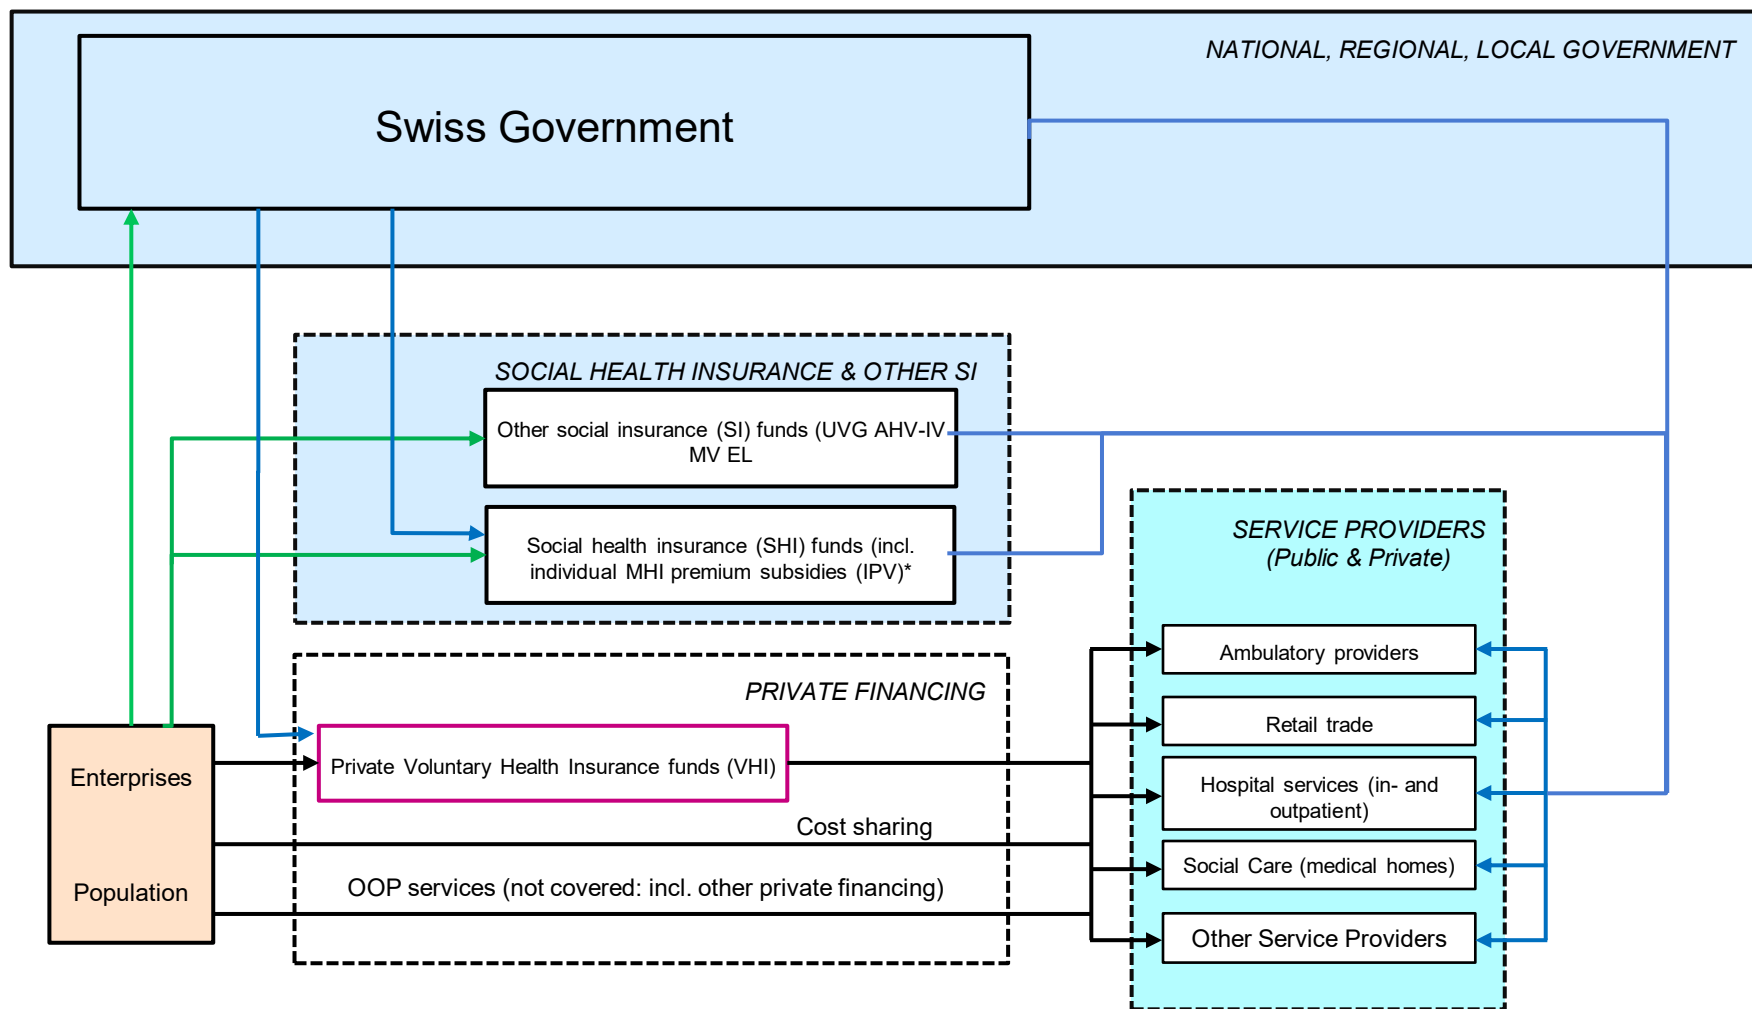 NATIONAL, REGIONAL, LOCAL GOVERNMENT
Swiss Government
SOCIAL HEALTH INSURANCE & OTHER SI
Other social insurance (SI) funds (UVG AHV-IV
MV EL
Social health insurance (SHI) funds (incl.
individual MHI premium subsidies (IPV)*
SERVICE PROVIDERS
(Public & Private)
Ambulatory providers
Retail trade
Hospital services (in- and
outpatient)
Social Care (medical homes)
Other Service Providers
PRIVATE FINANCING
Private Voluntary Health Insurance funds (VHI)
Cost sharing
OOP services (not covered: incl. other private financing)
Enterprises
Population